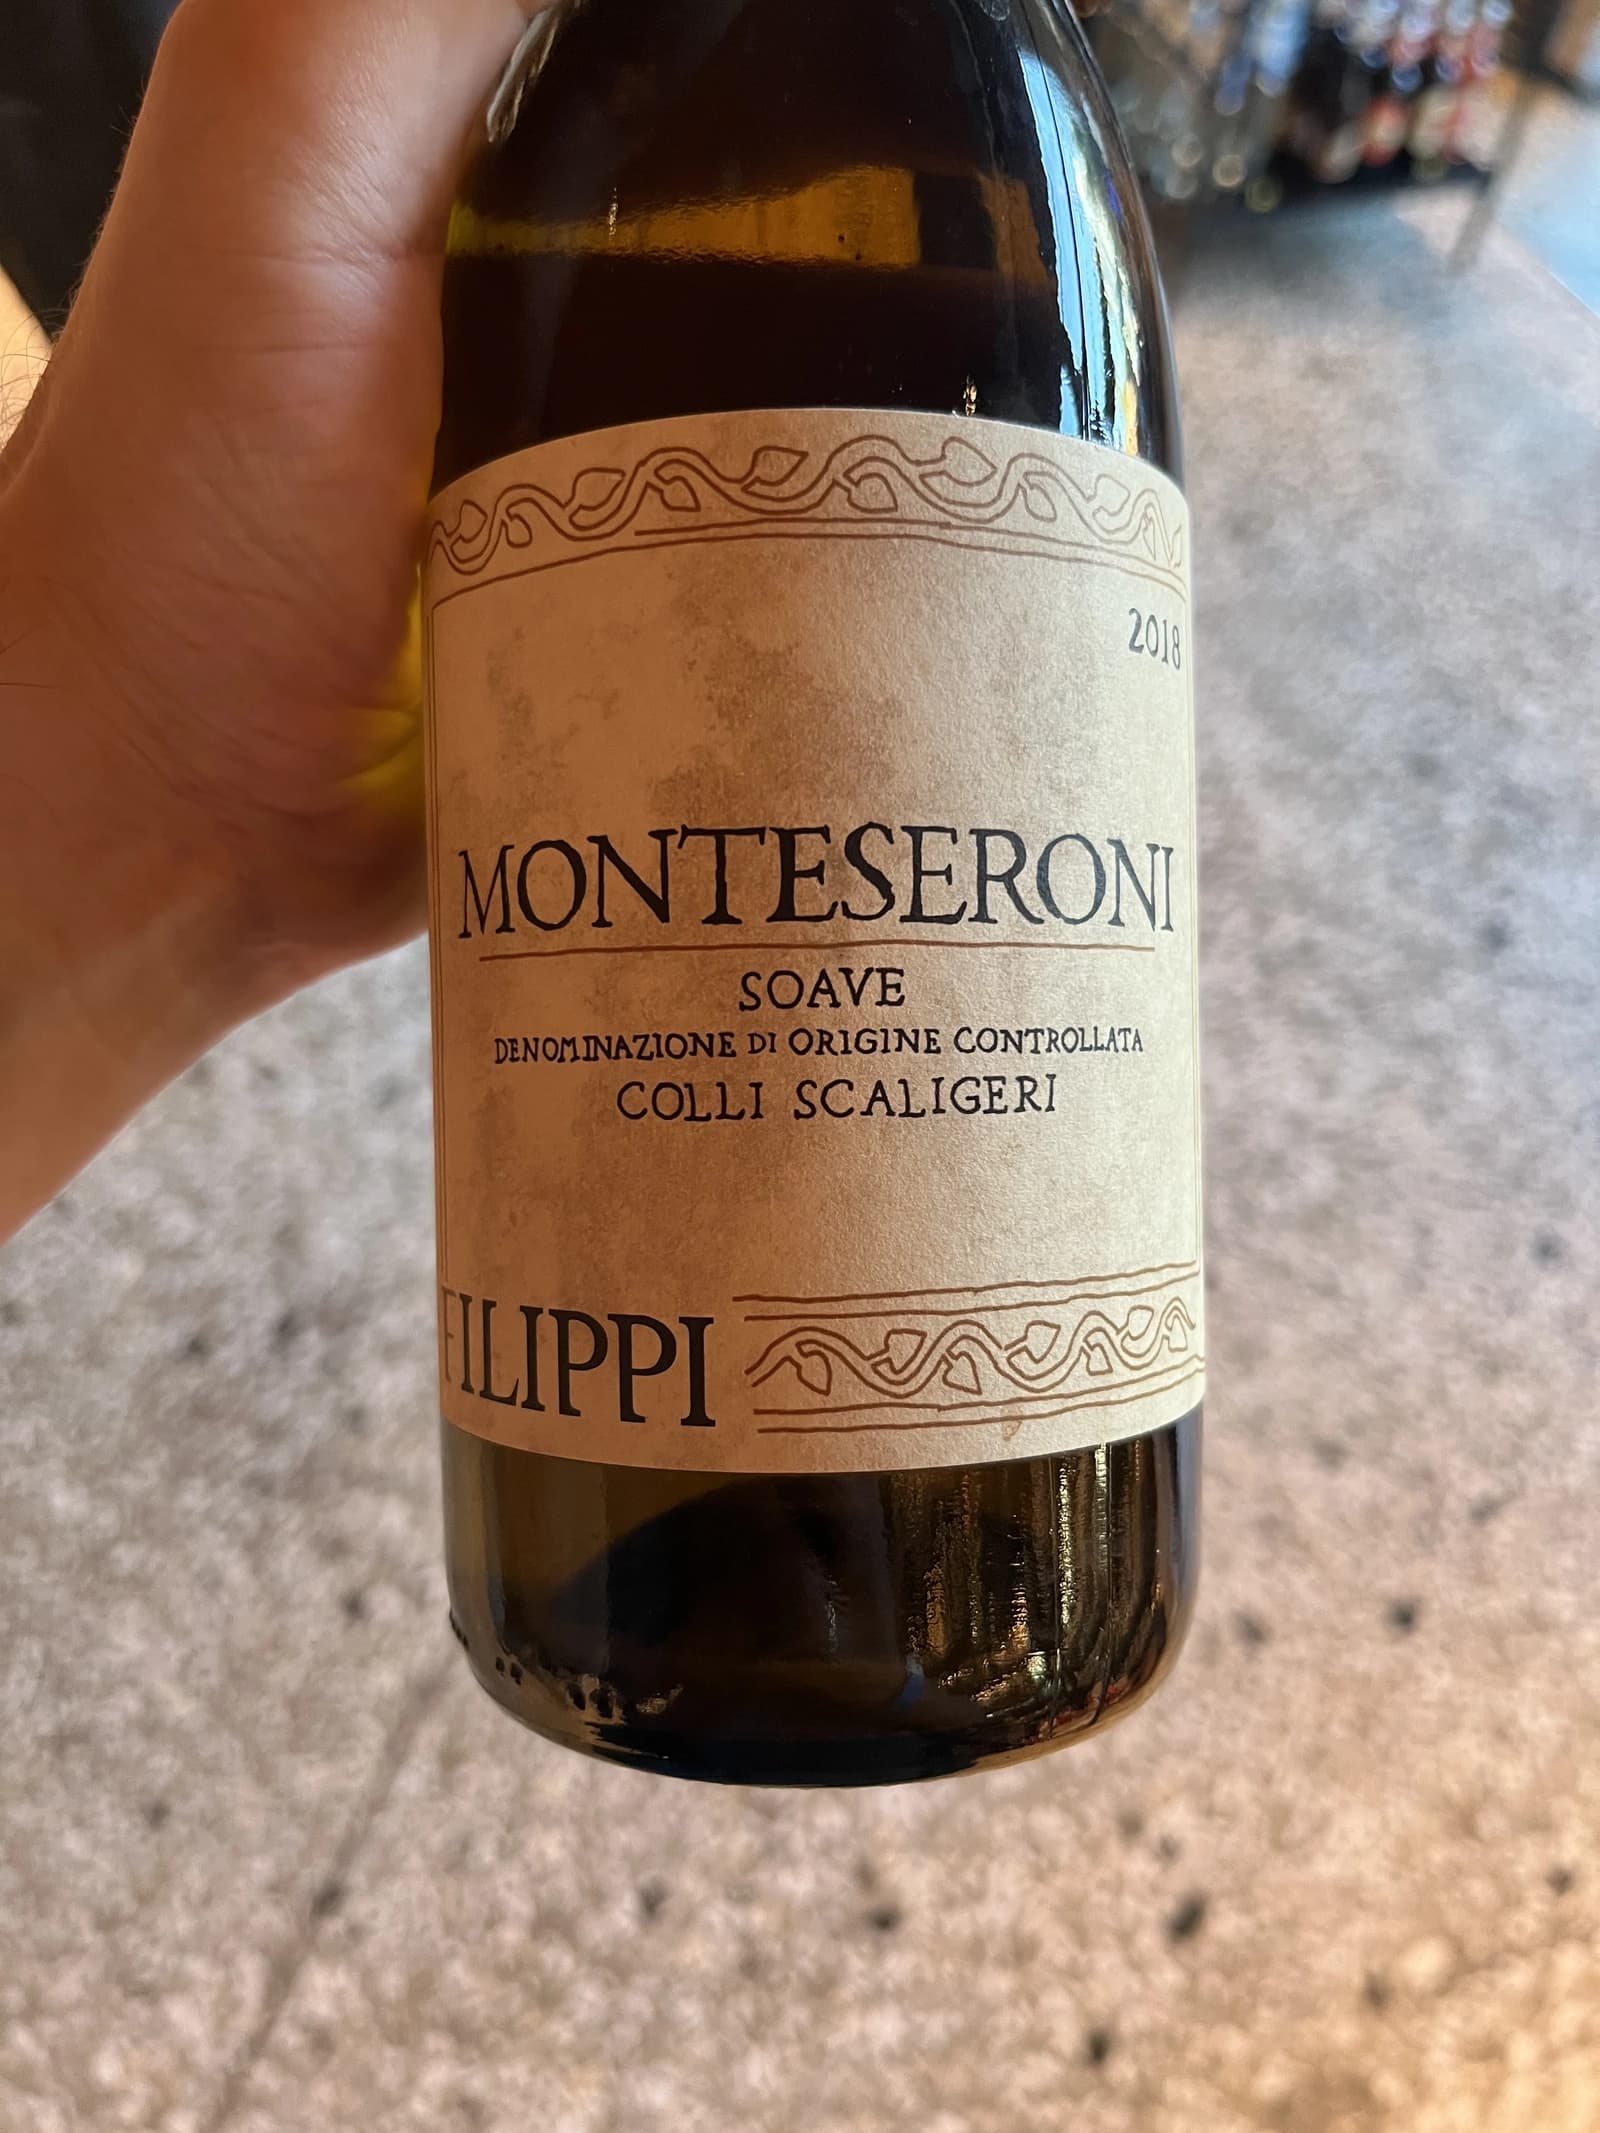 2018
MONTESERONI
SOAVE
DENOMINAZIONE DI ORIGINE CONTROLLATA
COLLI SCALIGERI
FILIPPI